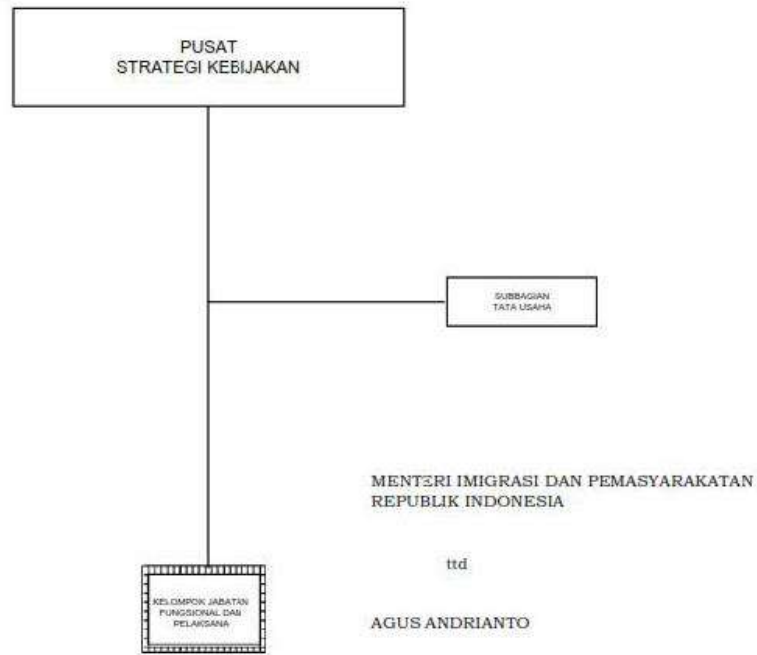 PUSAT
STRATEGI KEBIJAKAN
SUBBAGIAN
TATA USAHA
MENTERI IMIGRASI DAN PEMASYARAKATAN
REPUBLIK INDONESIA
ttd
KELOMPOK JABATAN
FUNGSIONAL DAN
PELAKSANA
AGUS ANDRIANTO